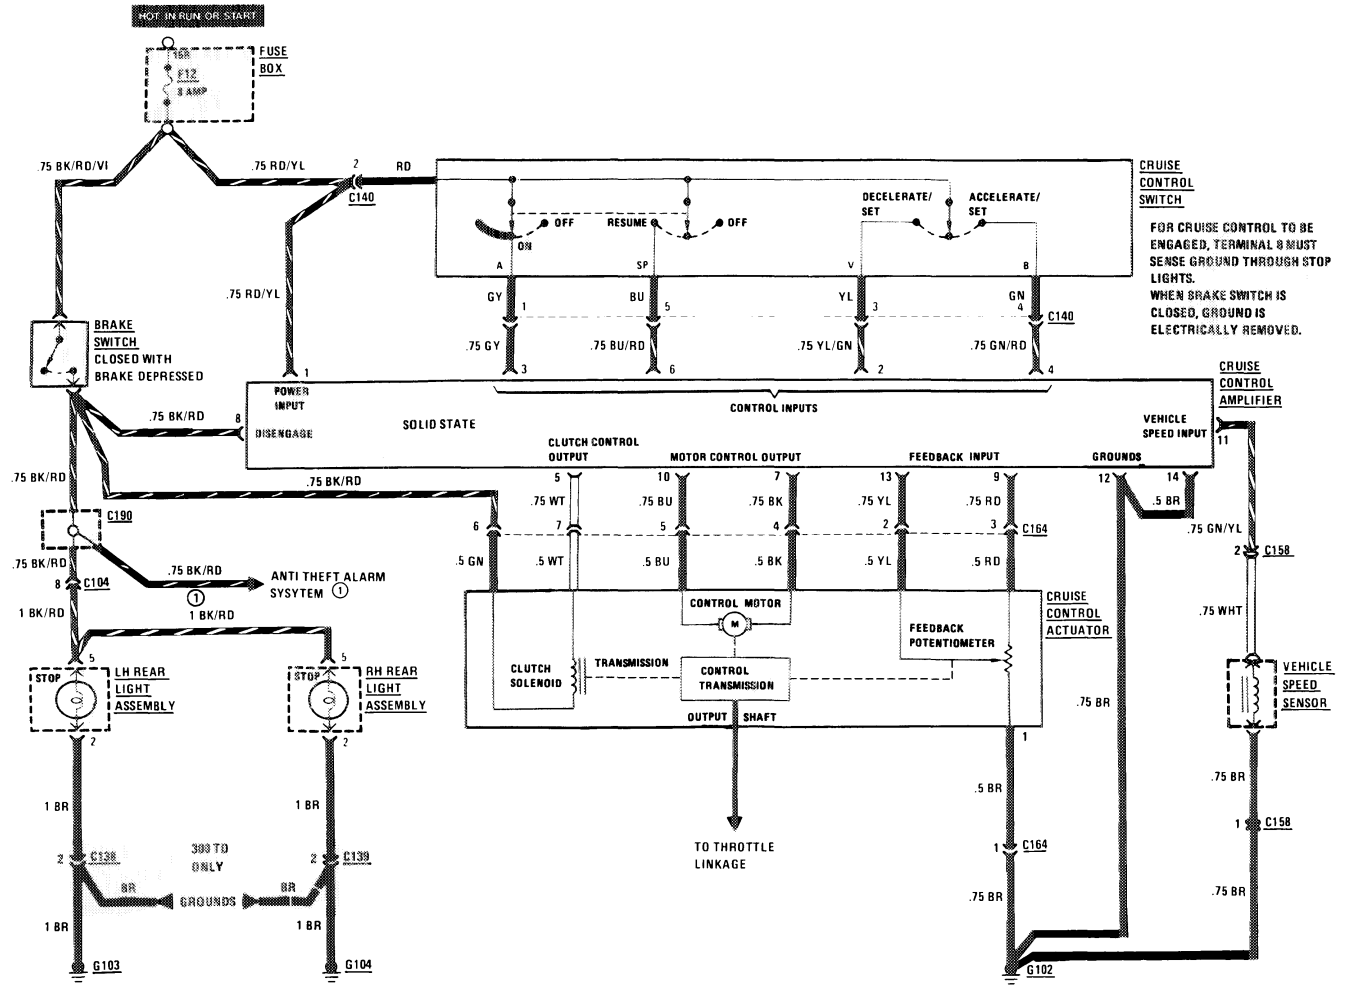 HOT IN RUN OR START
FUSE
BOX
16R
F12
8 AMP
.75 BK/RD/VI
.75 RD/YL
2
RD
C140
CRUISE
CONTROL
SWITCH
DECELERATE/
SET
ACCELERATE/
SET
OFF
RESUME
OFF
ON
A
SP
V
B
FOR CRUISE CONTROL TO BE
ENGAGED, TERMINAL 8 MUST
SENSE GROUND THROUGH STOP
LIGHTS.
WHEN BRAKE SWITCH IS
CLOSED, GROUND IS
ELECTRICALLY REMOVED.
.75 RD/YL
GY
1
BU
5
YL
3
GN
4
C140
BRAKE
SWITCH
CLOSED WITH
BRAKE DEPRESSED
.75 GY
.75 BU/RD
.75 YL/GN
.75 GN/RD
1
3
6
2
4
CRUISE
CONTROL
AMPLIFIER
POWER
INPUT
CONTROL INPUTS
.75 BK/RD
8
DISENGAGE
SOLID STATE
VEHICLE
SPEED INPUT
11
CLUTCH CONTROL
OUTPUT
MOTOR CONTROL OUTPUT
FEEDBACK INPUT
GROUNDS
.75 BK/RD
.75 BK/RD
5
10
7
13
9
12
14
.75 WT
.75 BU
.75 BK
.75 YL
.75 RD
.5 BR
C190
6
7
5
4
2
3
C164
.75 GN/YL
2
C158
.75 BK/RD
.75 BK/RD
.5 GN
.5 WT
.5 BU
.5 BK
.5 YL
.5 RD
8
C104
1
ANTI THEFT ALARM
SYSYTEM 1
1 BK/RD
1 BK/RD
CONTROL MOTOR
M
CRUISE
CONTROL
ACTUATOR
.75 WHT
FEEDBACK
POTENTIOMETER
5
5
STOP
LH REAR
LIGHT
ASSEMBLY
STOP
RH REAR
LIGHT
ASSEMBLY
CLUTCH
SOLENOID
TRANSMISSION
CONTROL
TRANSMISSION
VEHICLE
SPEED
SENSOR
.75 BR
OUTPUT SHAFT
2
2
1
1 BR
1 BR
.5 BR
.75 BR
300 TD
ONLY
TO THROTTLE
LINKAGE
2
C138
2
C139
1
C164
1
C158
BR
GROUNDS
BR
.75 BR
.75 BR
1 BR
1 BR
G103
G104
G102